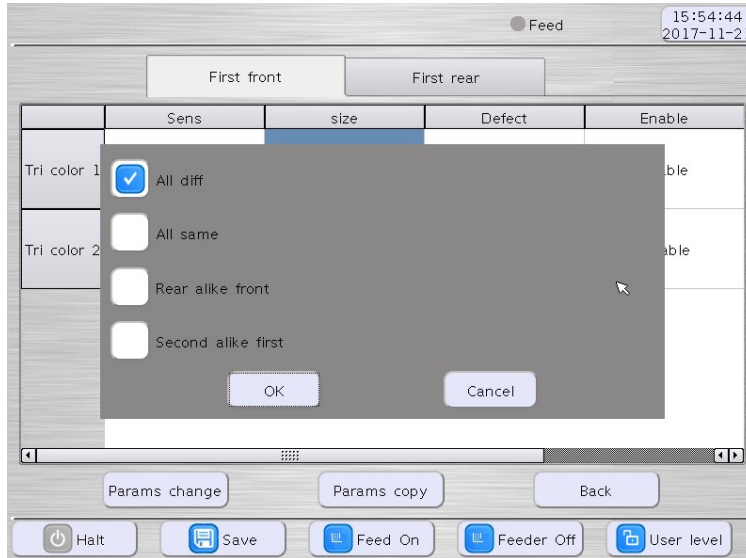 Feed
15:54:44
2017-11-2
First front
First rear
Sens size Defect Enable
Tri color 1
All diff
Tri color 2
All same
Rear alike front
Second alike first
OK Cancel
Params change Params copy Back
Halt Save Feed On Feeder Off User level